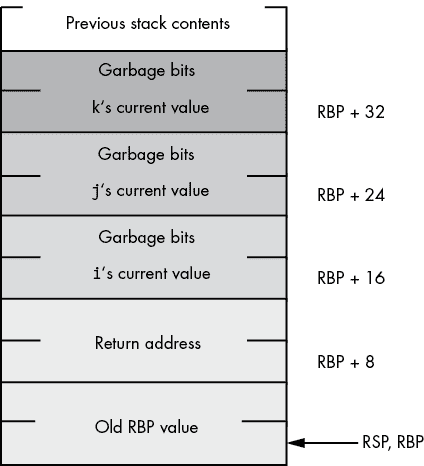 Previous stack contents
Garbage bits
k's current value
RBP + 32
Garbage bits
j's current value
RBP + 24
Garbage bits
i's current value
RBP + 16
Return address
RBP + 8
Old RBP value
RSP, RBP